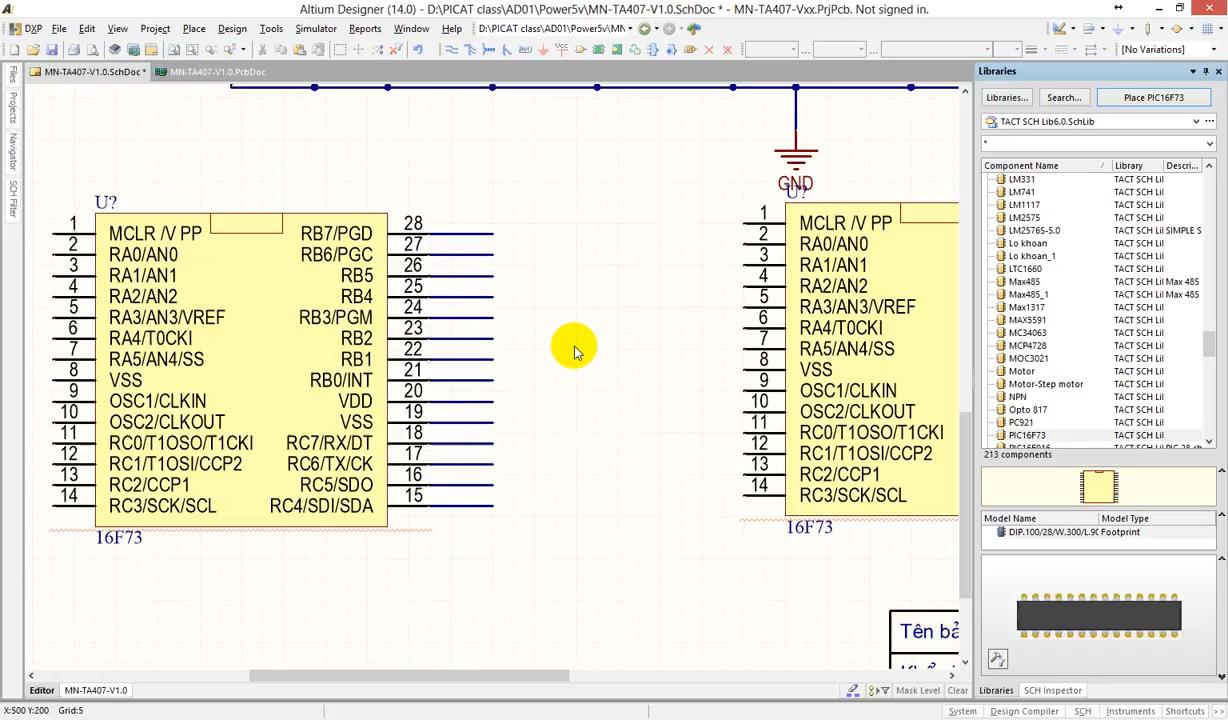 Altium Designer (14.0) - D:\PICAT class\AD01\Power5v\MN-TA407-V1.0.SchDoc * - MN-TA407-Vxx.PrjPcb. Not signed in.
DXP File Edit View Project Place Design Tools Simulator Reports Window Help D:\PICAT class\AD01\Power5v\MN
[No Variations]
MN-TA407-V1.0.SchDoc * MN-TA407-V1.0.PcbDoc
Files
Projects
Navigator
SCH Filter
GND
U?
1 MCLR /V PP RB7/PGD 28
2 RA0/AN0 RB6/PGC 27
3 RA1/AN1 RB5 26
4 RA2/AN2 RB4 25
5 RA3/AN3/VREF RB3/PGM 24
6 RA4/T0CKI RB2 23
7 RA5/AN4/SS RB1 22
8 VSS RB0/INT 21
9 OSC1/CLKIN VDD 20
10 OSC2/CLKOUT VSS 19
11 RC0/T1OSO/T1CKI RC7/RX/DT 18
12 RC1/T1OSI/CCP2 RC6/TX/CK 17
13 RC2/CCP1 RC5/SDO 16
14 RC3/SCK/SCL RC4/SDI/SDA 15
16F73
U?
1 MCLR /V PP
2 RA0/AN0
3 RA1/AN1
4 RA2/AN2
5 RA3/AN3/VREF
6 RA4/T0CKI
7 RA5/AN4/SS
8 VSS
9 OSC1/CLKIN
10 OSC2/CLKOUT
11 RC0/T1OSO/T1CKI
12 RC1/T1OSI/CCP2
13 RC2/CCP1
14 RC3/SCK/SCL
16F73
Tên bả
Libraries
Libraries... Search... Place PIC16F73
TACT SCH Lib6.0.SchLib
*
Component Name / Library Descri...
LM331 TACT SCH Lil
LM741 TACT SCH Lil
LM1117 TACT SCH Lil
LM2575 TACT SCH Lil
LM2576S-5.0 TACT SCH Lil SIMPLE S
Lo khoan TACT SCH Lil
Lo khoan_1 TACT SCH Lil
LTC1660 TACT SCH Lil
Max485 TACT SCH Lil Max 485
Max485_1 TACT SCH Lil Max 485
Max1317 TACT SCH Lil
MAX5591 TACT SCH Lil
MC34063 TACT SCH Lil
MCP4728 TACT SCH Lil
MOC3021 TACT SCH Lil
Motor TACT SCH Lil
Motor-Step motor TACT SCH Lil
NPN TACT SCH Lil
Opto 817 TACT SCH Lil
PC921 TACT SCH Lil
PIC16F73 TACT SCH Lil
213 components
Model Name Model Type
DIP.100/28/W.300/L.9( Footprint
Editor MN-TA407-V1.0
Mask Level Clear
Libraries SCH Inspector
X:500 Y:200 Grid:5
System Design Compiler SCH Instruments Shortcuts >>